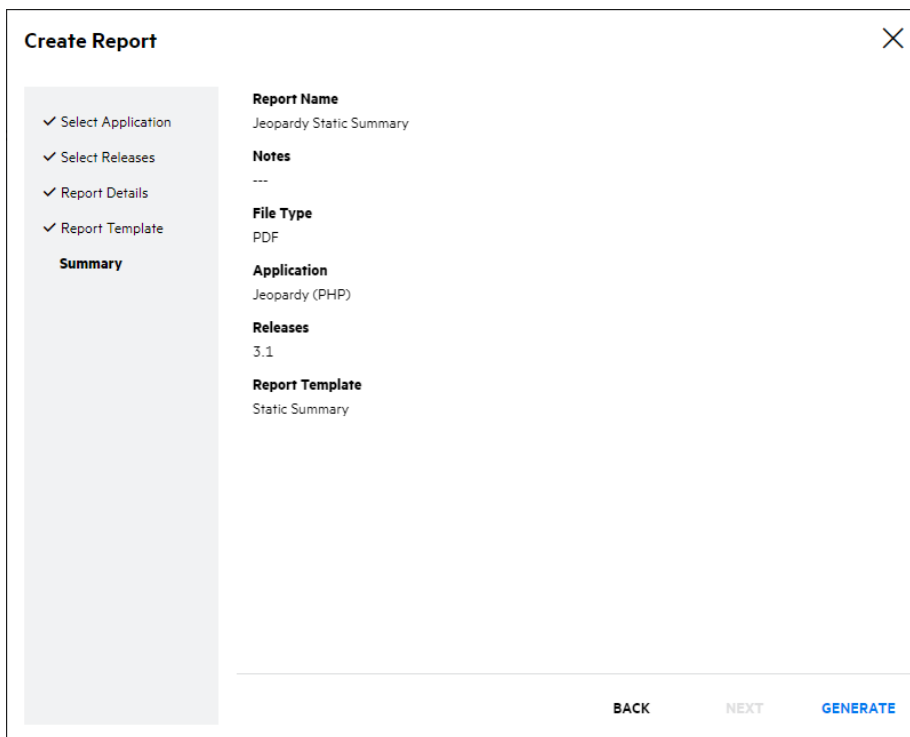 Create Report
Select Application
Select Releases
Report Details
Report Template
Summary
Report Name
Jeopardy Static Summary
Notes
---
File Type
PDF
Application
Jeopardy (PHP)
Releases
3.1
Report Template
Static Summary
BACK
NEXT
GENERATE